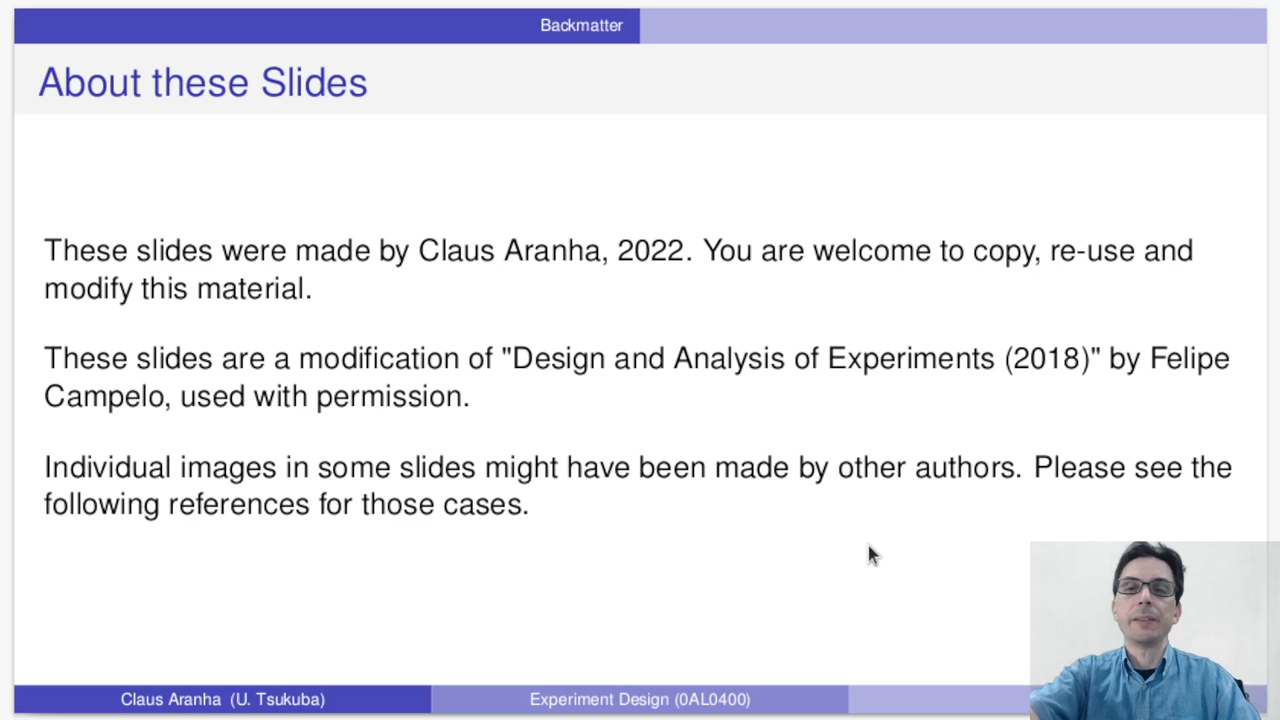 Backmatter
About these Slides
These slides were made by Claus Aranha, 2022. You are welcome to copy, re-use and
modify this material.
These slides are a modification of "Design and Analysis of Experiments (2018)" by Felipe
Campelo, used with permission.
Individual images in some slides might have been made by other authors. Please see the
following references for those cases.
Claus Aranha (U. Tsukuba)
Experiment Design (0AL0400)